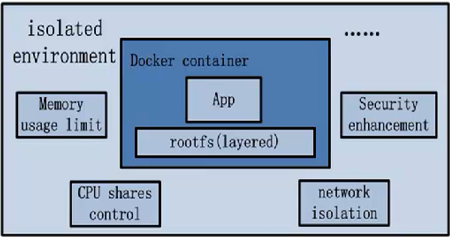 isolated
environment
......
Docker container
App
rootfs(layered)
Memory
usage limit
Security
enhancement
CPU shares
control
network
isolation